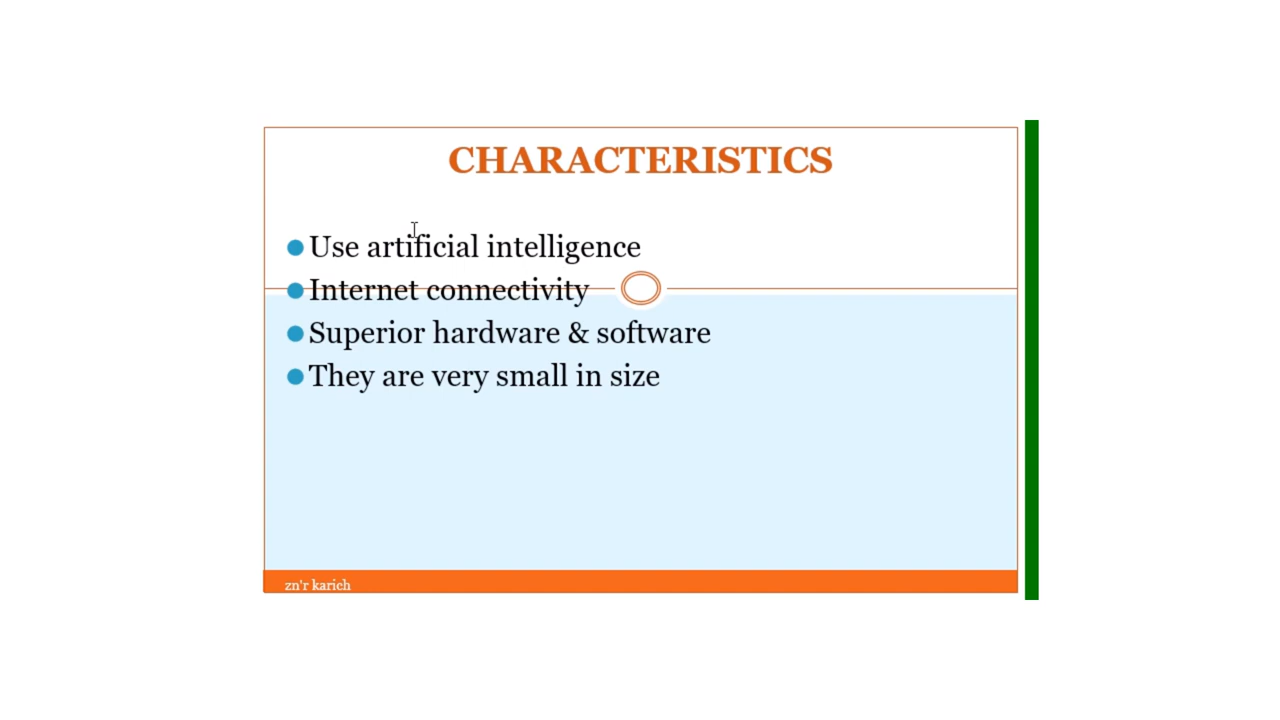 CHARACTERISTICS
Use artificial intelligence
Internet connectivity
Superior hardware & software
They are very small in size
zn'r karich